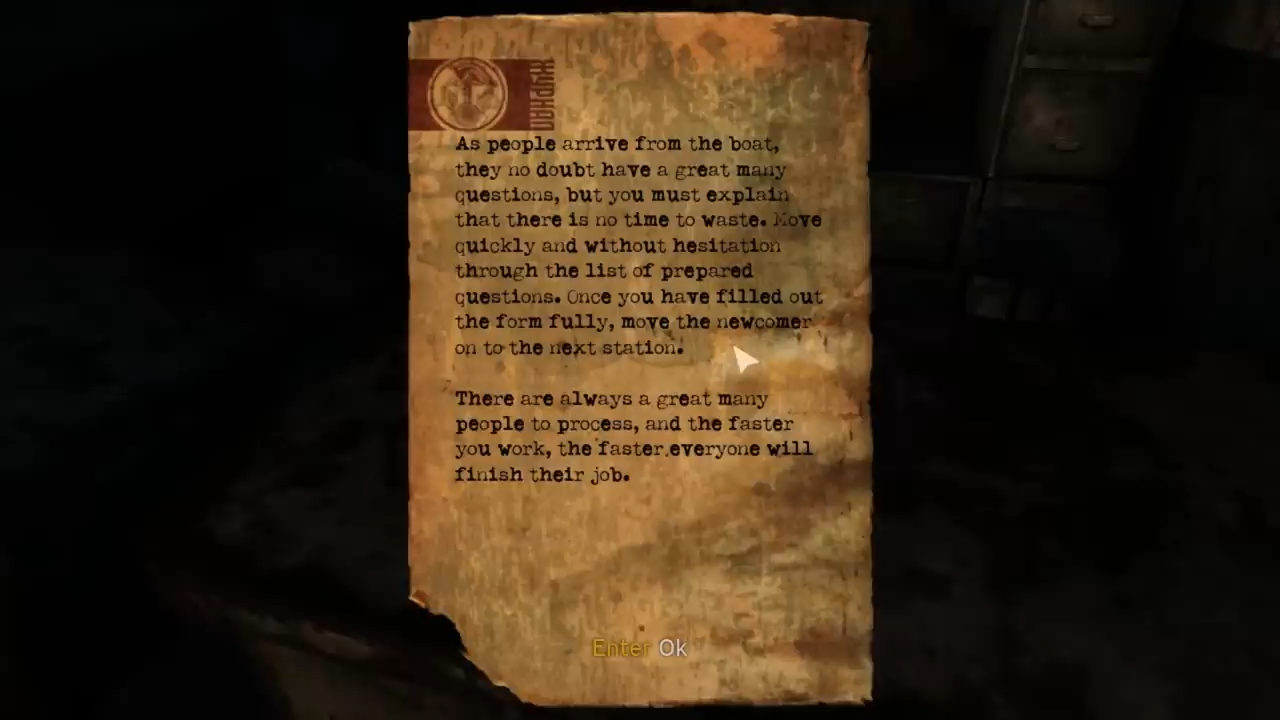 As people arrive from the boat,
they no doubt have a great many
questions, but you must explain
that there is no time to waste. Move
quickly and without hesitation
through the list of prepared
questions. Once you have filled out
the form fully, move the newcomer
on to the next station.
There are always a great many
people to process, and the faster
you work, the faster everyone will
finish their job.
Enter Ok